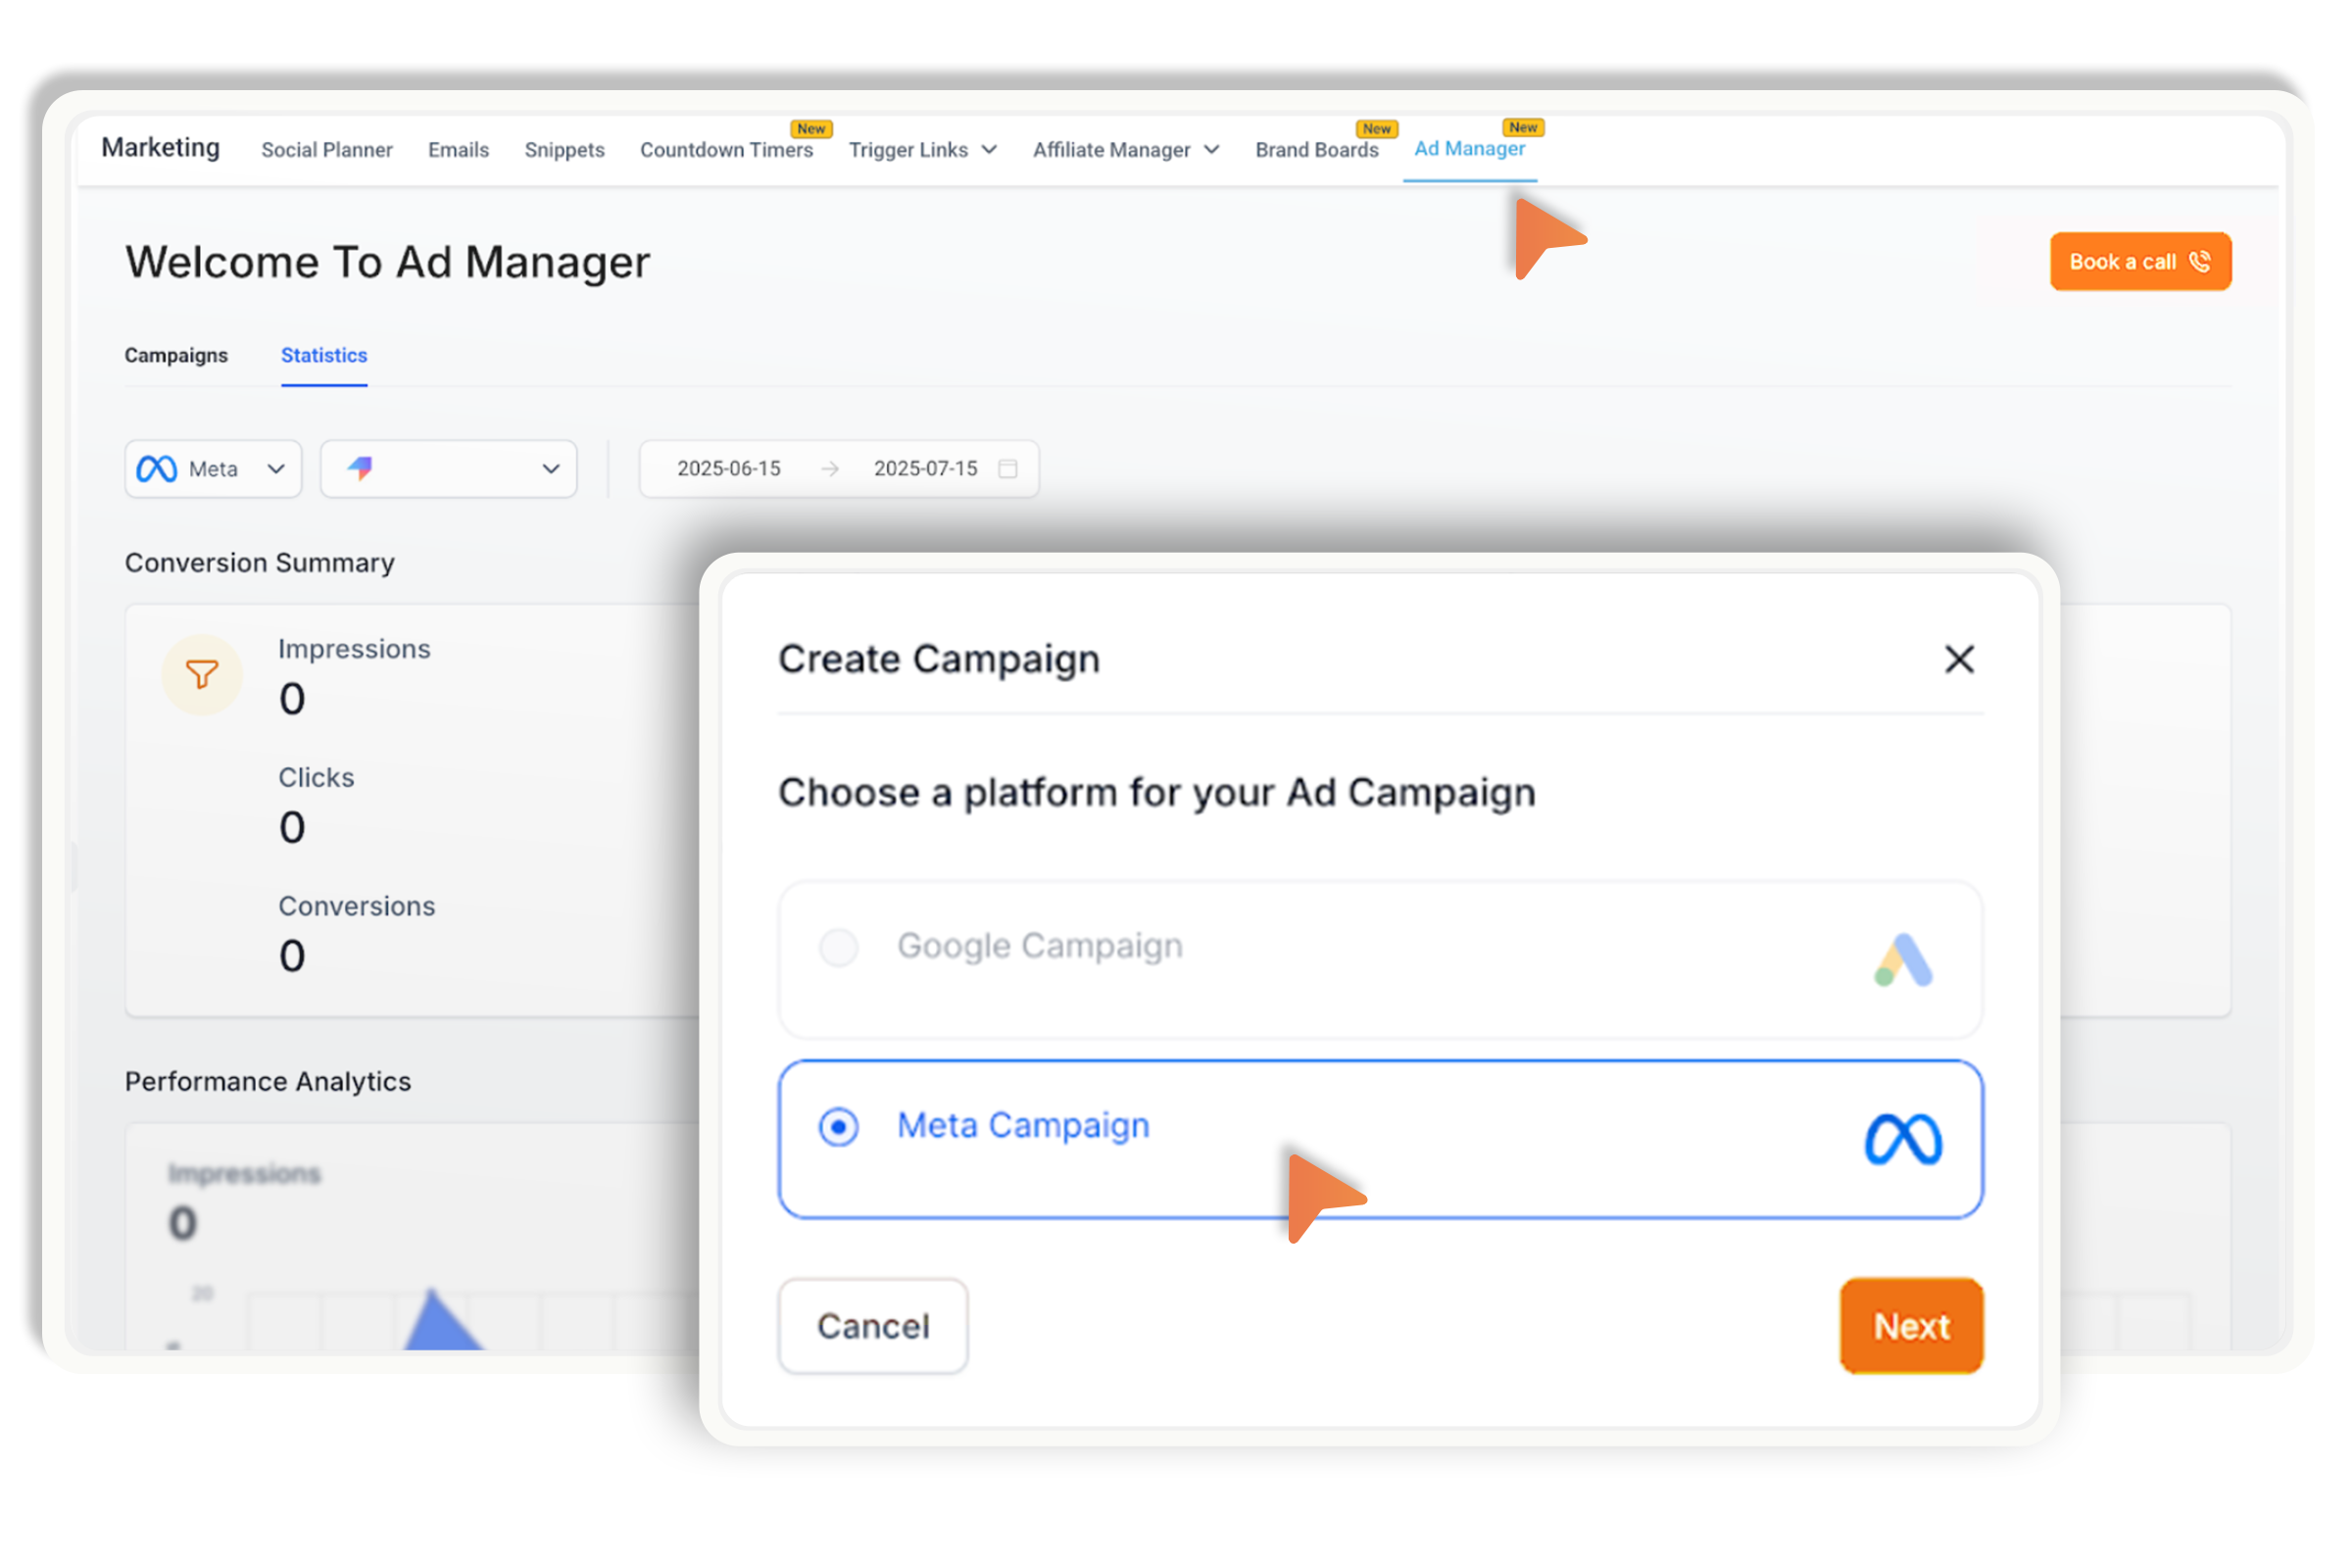 New New New
Marketing Social Planner Emails Snippets Countdown Timers Trigger Links Affiliate Manager Brand Boards Ad Manager
Welcome To Ad Manager
Book a call
Campaigns Statistics
Meta 2025-06-15 2025-07-15
Conversion Summary
Impressions
0
Clicks
0
Conversions
0
Performance Analytics
Impressions
0
20
Create Campaign
Choose a platform for your Ad Campaign
Google Campaign
Meta Campaign
Cancel Next